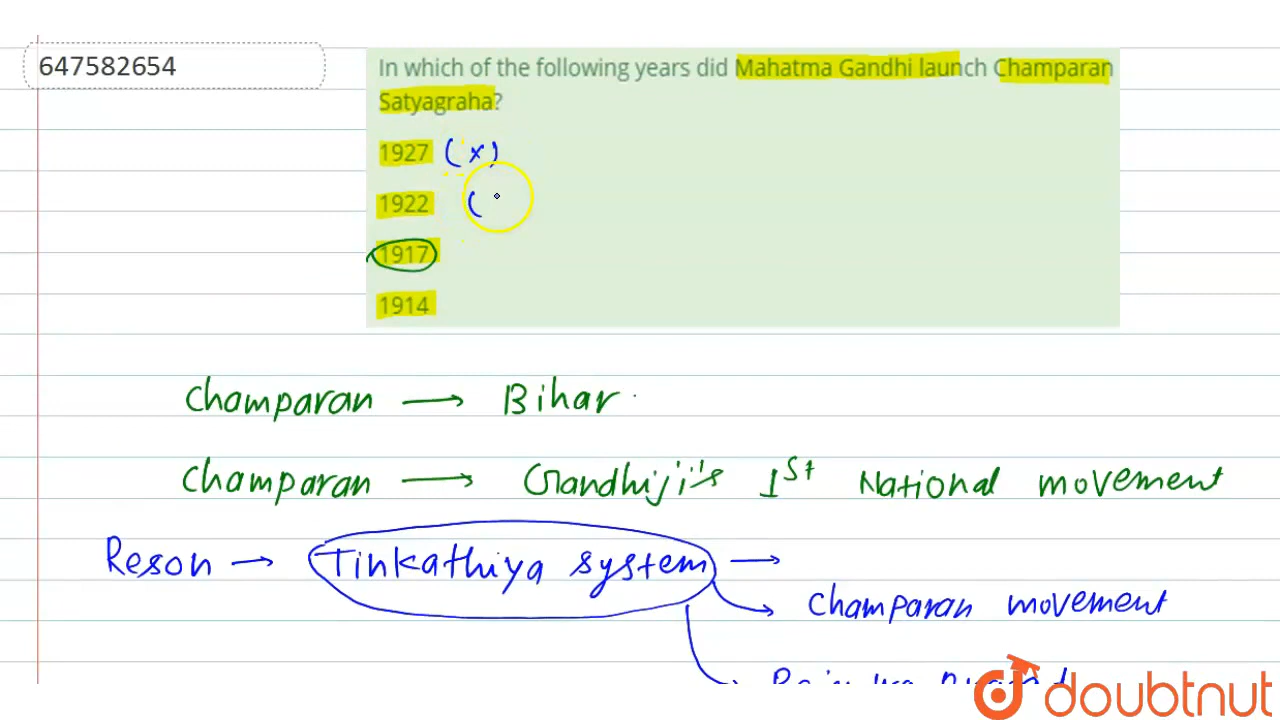 647582654
In which of the following years did Mahatma Gandhi launch Champaran
Satyagraha?
1927 (x)
1922 (
1917
1914
Champaran → Bihar.
Champaran → Gandhiji's 1st National movement
Reson → Tinkathiya system →
Champaran movement
doubtnut